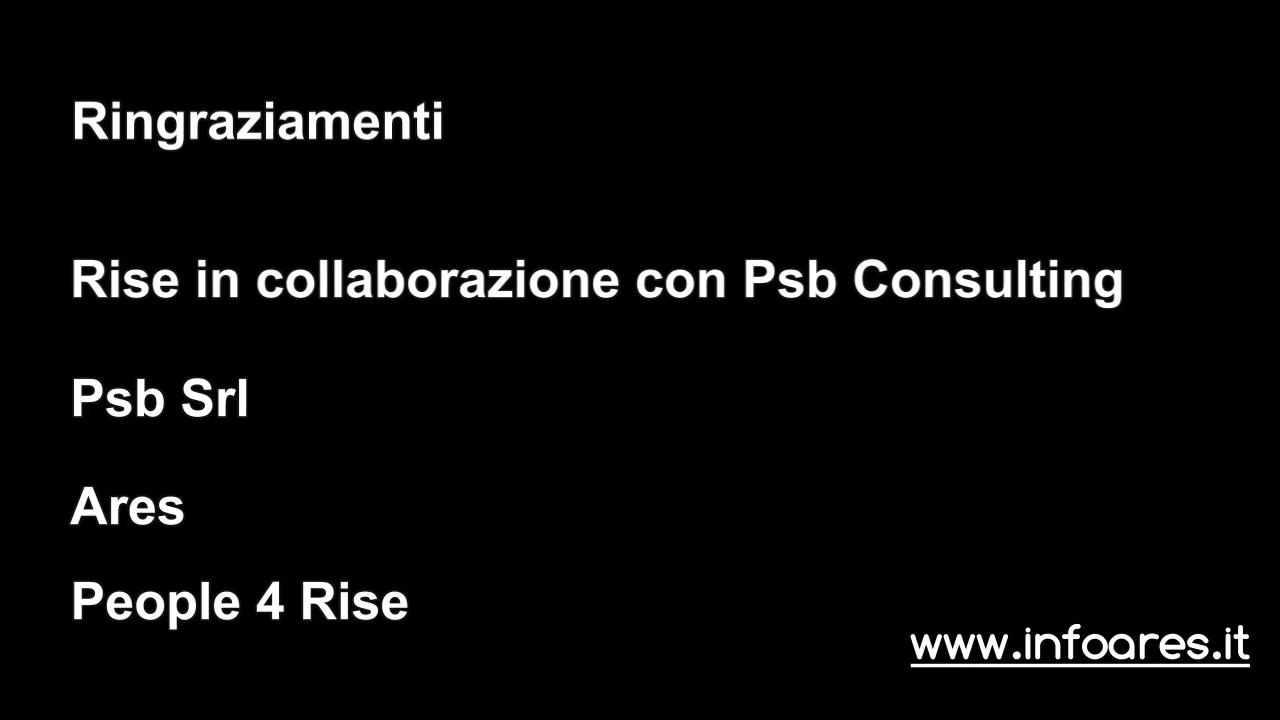 Ringraziamenti
Rise in collaborazione con Psb Consulting
Psb Srl
Ares
People 4 Rise
www.infoares.it